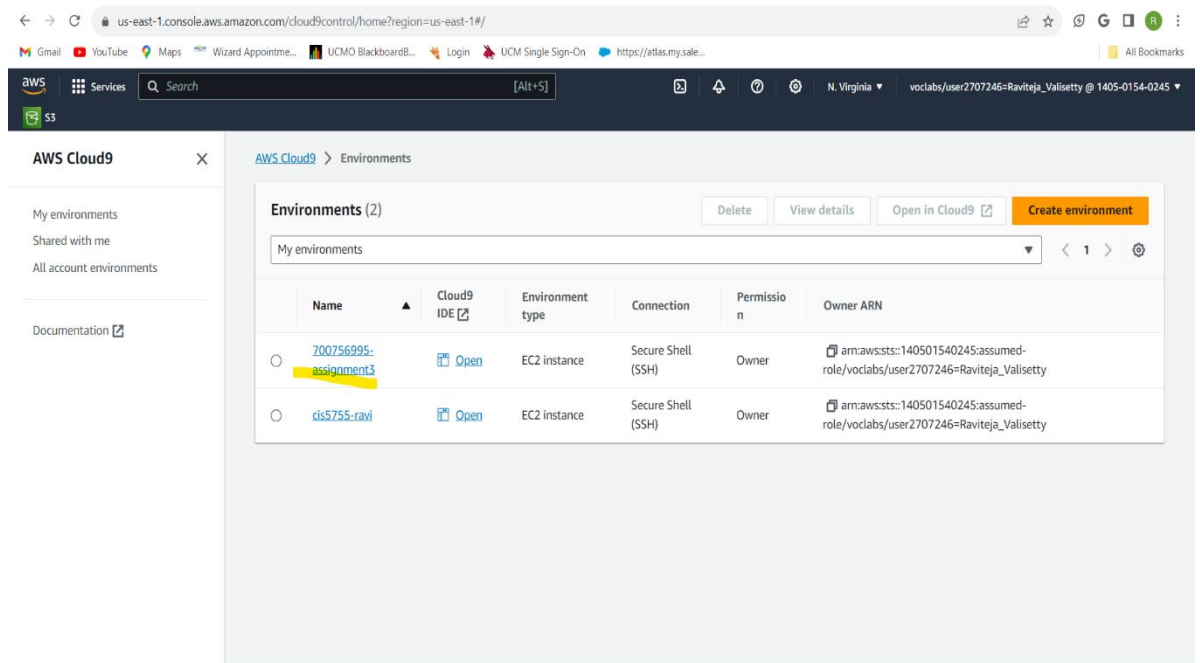 us-east-1.console.aws.amazon.com/cloud9control/home?region=us-east-1#/
G R
Gmail YouTube Maps Wizard Appointme... UCMO BlackboardB... Login UCM Single Sign-On https://atlas.my.sale... All Bookmarks
aws Services Search [Alt+S] N. Virginia ▼ voclabs/user2707246=Raviteja_Valisetty @ 1405-0154-0245 ▼
S3
AWS Cloud9
AWS Cloud9 > Environments
My environments
Shared with me
All account environments
Documentation
Environments (2) Delete View details Open in Cloud9 Create environment
My environments 1
Name Cloud9 Environment Connection Permissio Owner ARN
IDE type n
700756995- Open EC2 instance Secure Shell Owner arn:aws:sts::140501540245:assumed-
assignment3 (SSH) role/voclabs/user2707246=Raviteja_Valisetty
cis5755-ravi Open EC2 instance Secure Shell Owner arn:aws:sts::140501540245:assumed-
(SSH) role/voclabs/user2707246=Raviteja_Valisetty